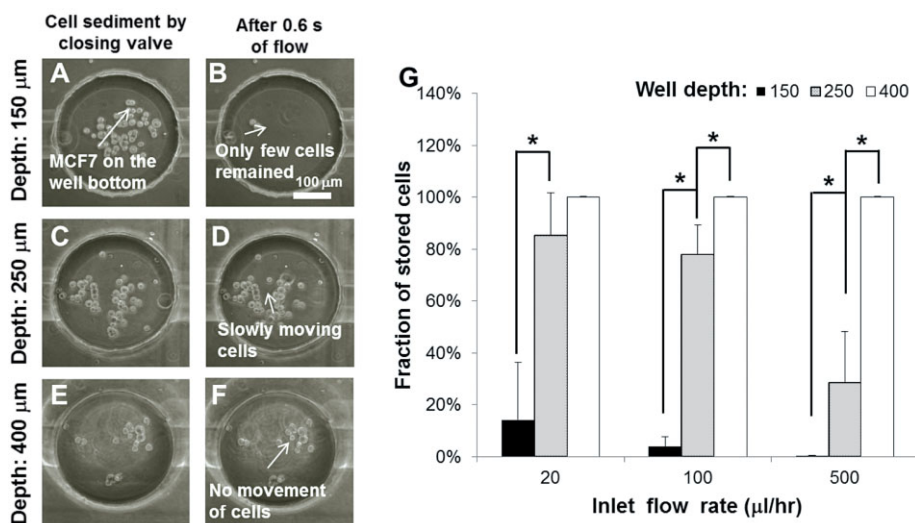 Cell sediment by
closing valve
After 0.6 s
of flow
Depth: 150 μm
A
MCF7 on the
well bottom
B
Only few cells
remained
100 μm
Depth: 250 μm
C
D
Slowly moving
cells
Depth: 400 μm
E
F
No movement
of cells
G
Well depth: 150 250 400
140%
120%
100%
80%
60%
40%
20%
0%
Fraction of stored cells
* * * * *
20 100 500
Inlet flow rate (μl/hr)